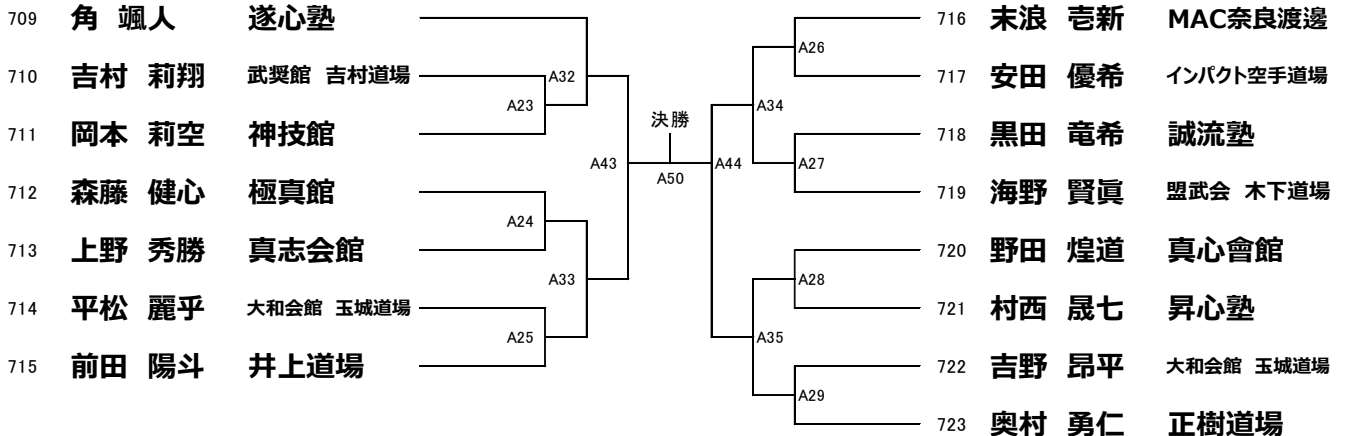 709 角 颯人 遂心塾
710 吉村 莉翔 武奨館 吉村道場
711 岡本 莉空 神技館
712 森藤 健心 極真館
713 上野 秀勝 真志会館
714 平松 麗乎 大和会館 玉城道場
715 前田 陽斗 井上道場
A32
A23
A43
A24
A33
A25
決勝
A50
A26
A34
A44
A27
A28
A35
A29
716 末浪 壱新 MAC奈良渡邊
717 安田 優希 インパクト空手道場
718 黒田 竜希 誠流塾
719 海野 賢眞 盟武会 木下道場
720 野田 煌道 真心會館
721 村西 晟七 昇心塾
722 吉野 昂平 大和会館 玉城道場
723 奥村 勇仁 正樹道場